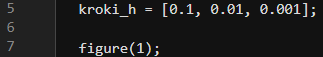 5 kroki_h = [0.1, 0.01, 0.001];
6
7 figure(1);